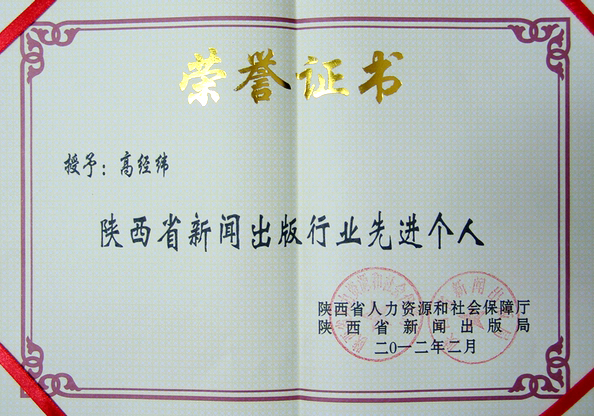 荣誉证书
授予：高经纬
陕西省新闻出版行业先进个人
陕西省人力资源和社会保障厅
陕西省新闻出版局
二〇一二年二月